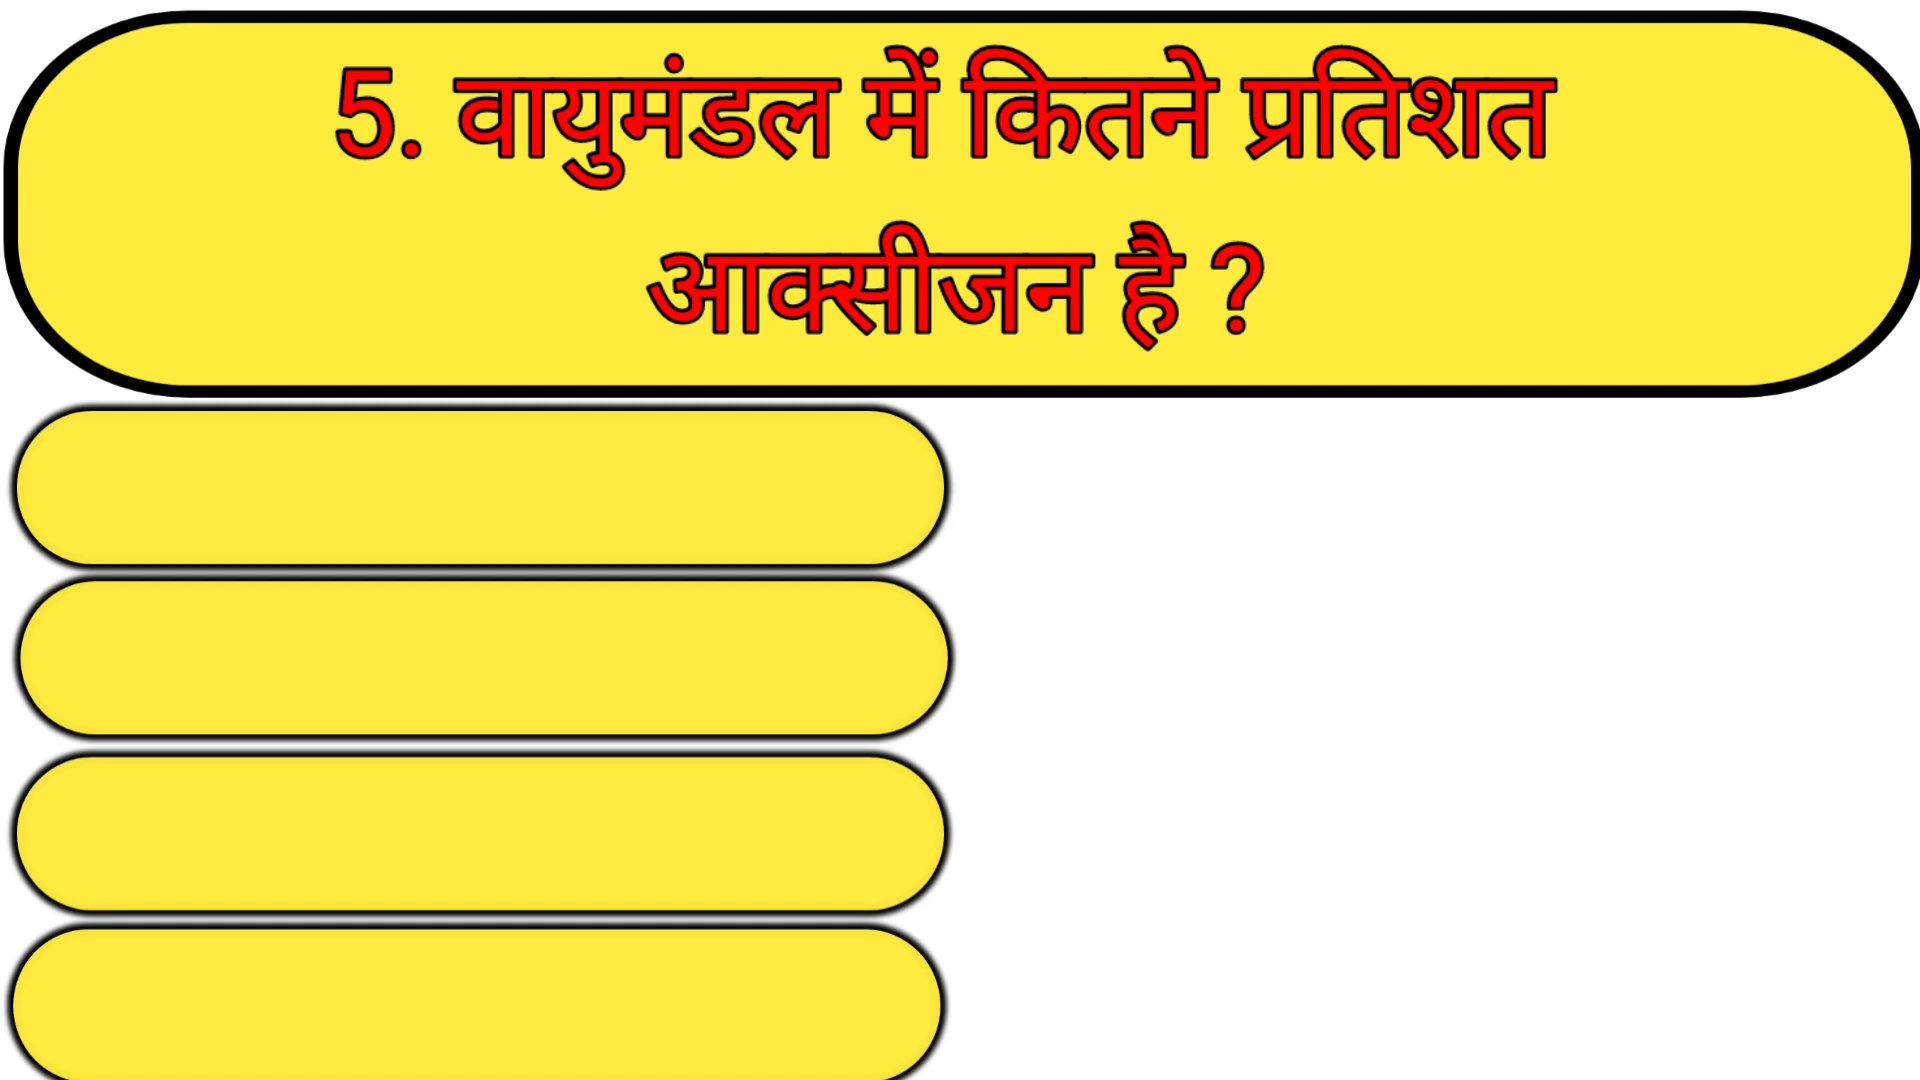 5. वायुमंडल में कितने प्रतिशत
आक्सीजन है ?